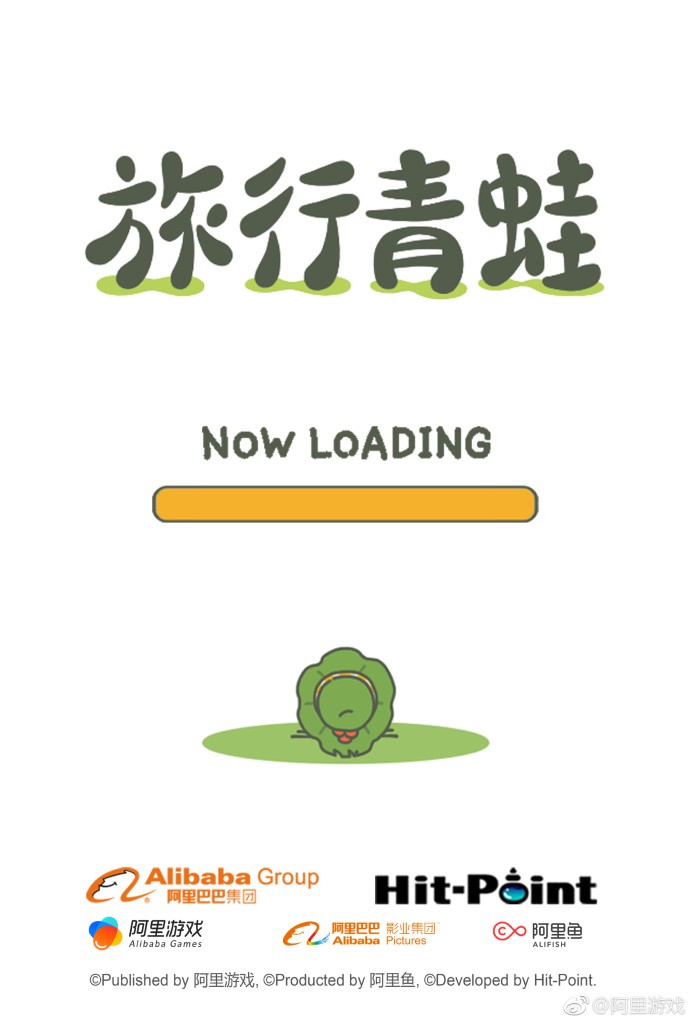 旅行青蛙
NOW LOADING
Alibaba Group
阿里巴巴集团
Hit-Point
阿里游戏
Alibaba Games
阿里巴巴 影业集团
Alibaba Pictures
阿里鱼
ALIFISH
©Published by 阿里游戏, ©Producted by 阿里鱼, ©Developed by Hit-Point.
@阿里游戏